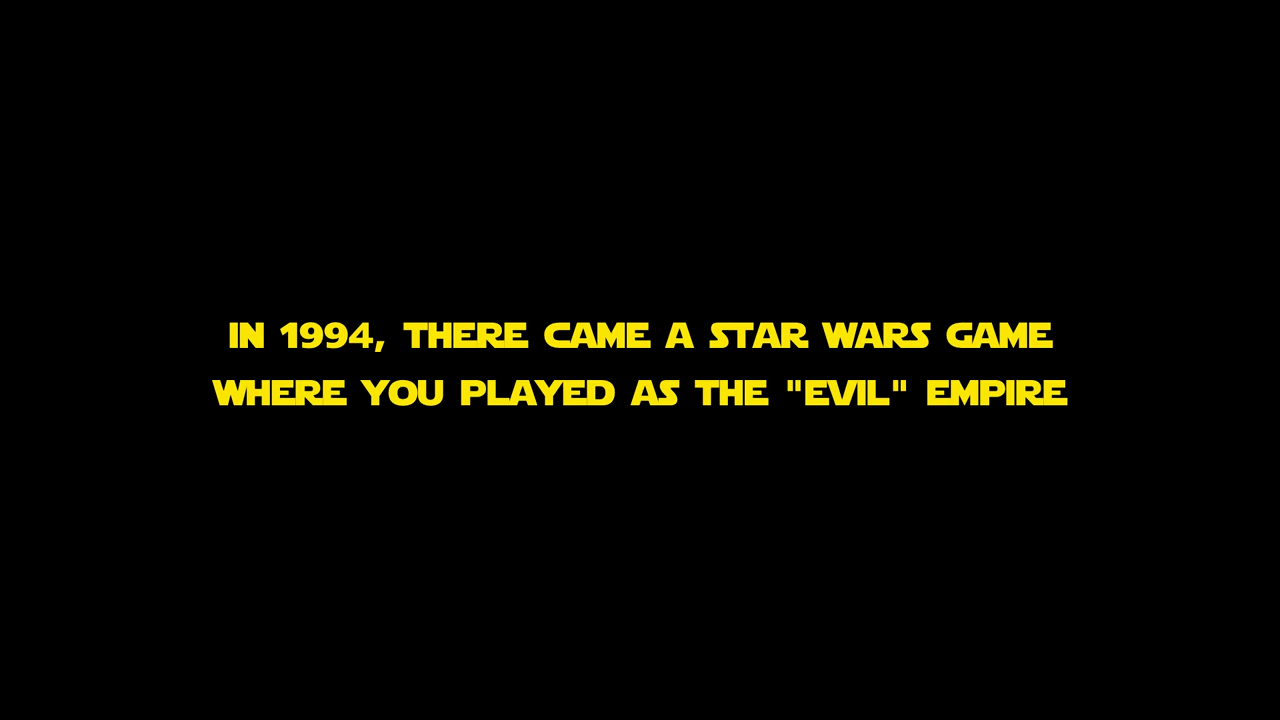 IN 1994, THERE CAME A STAR WARS GAME
WHERE YOU PLAYED AS THE "EVIL" EMPIRE